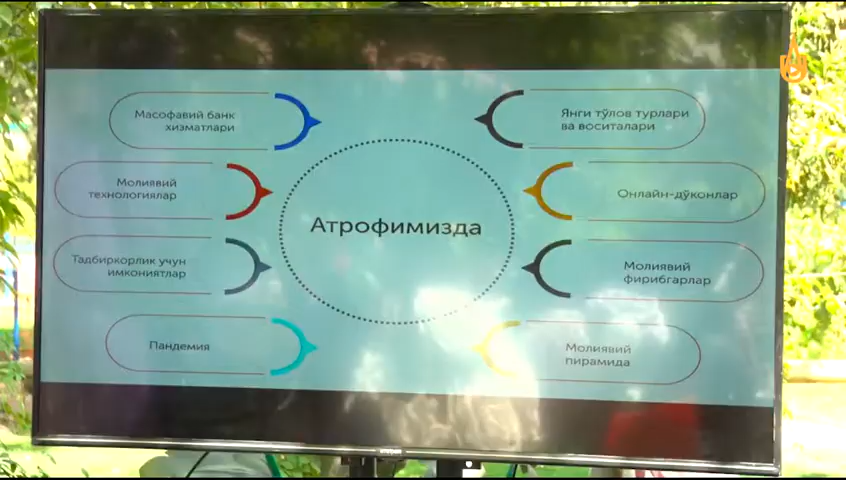 Масофавий банк
хизматлари
Молиявий
технологиялар
Тадбиркорлик учун
имкониятлар
Пандемия
Атрофимизда
Янги тўлов турлари
ва воситалари
Онлайн-дўконлар
Молиявий
фирибгарлар
Молиявий
пирамида